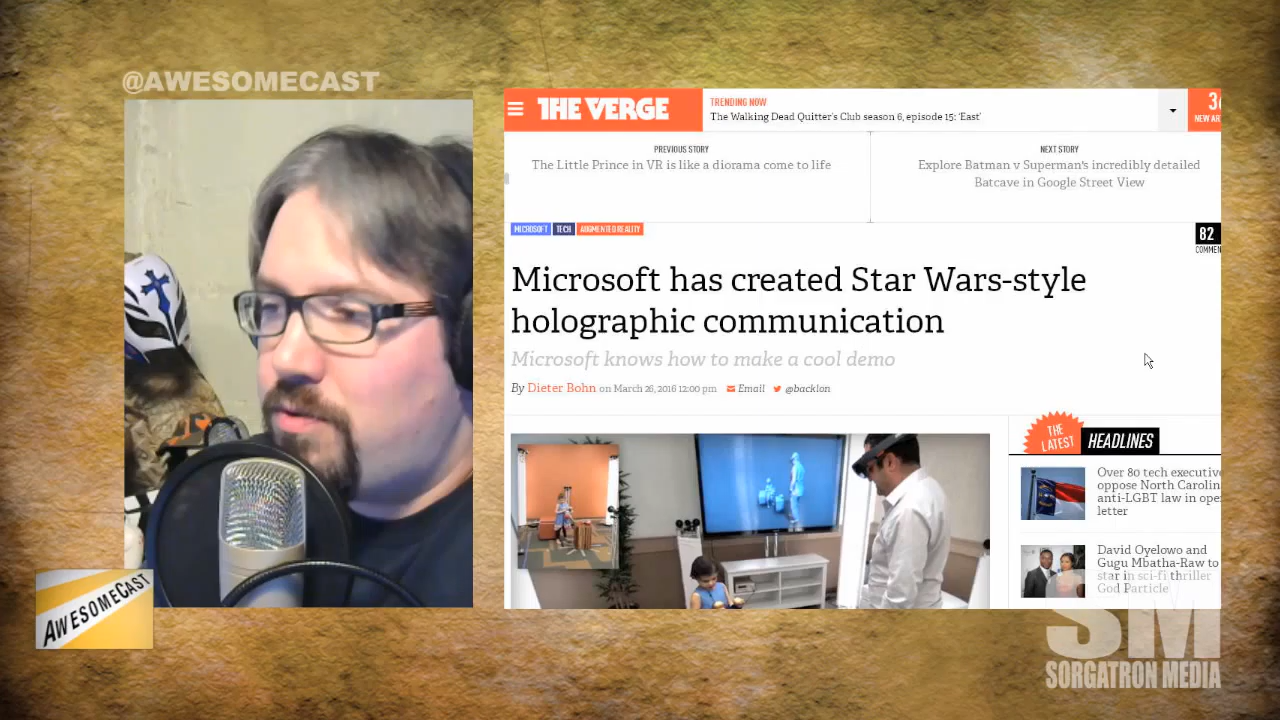 @AWESOMECAST
THE VERGE
TRENDING NOW
The Walking Dead Quitter's Club season 6, episode 15: 'East'
PREVIOUS STORY
The Little Prince in VR is like a diorama come to life
NEXT STORY
Explore Batman v Superman's incredibly detailed
Batcave in Google Street View
MICROSOFT TECH AUGMENTED REALITY
82
Microsoft has created Star Wars-style
holographic communication
Microsoft knows how to make a cool demo
By Dieter Bohn on March 26, 2016 12:00 pm Email @backlon
THE LATEST HEADLINES
Over 80 tech executive
oppose North Carolina
anti-LGBT law in ope
letter
David Oyelowo and
Gugu Mbatha-Raw to
star in sci-fi thriller
God Particle
AWESOMECAST
SM
SORGATRON MEDIA